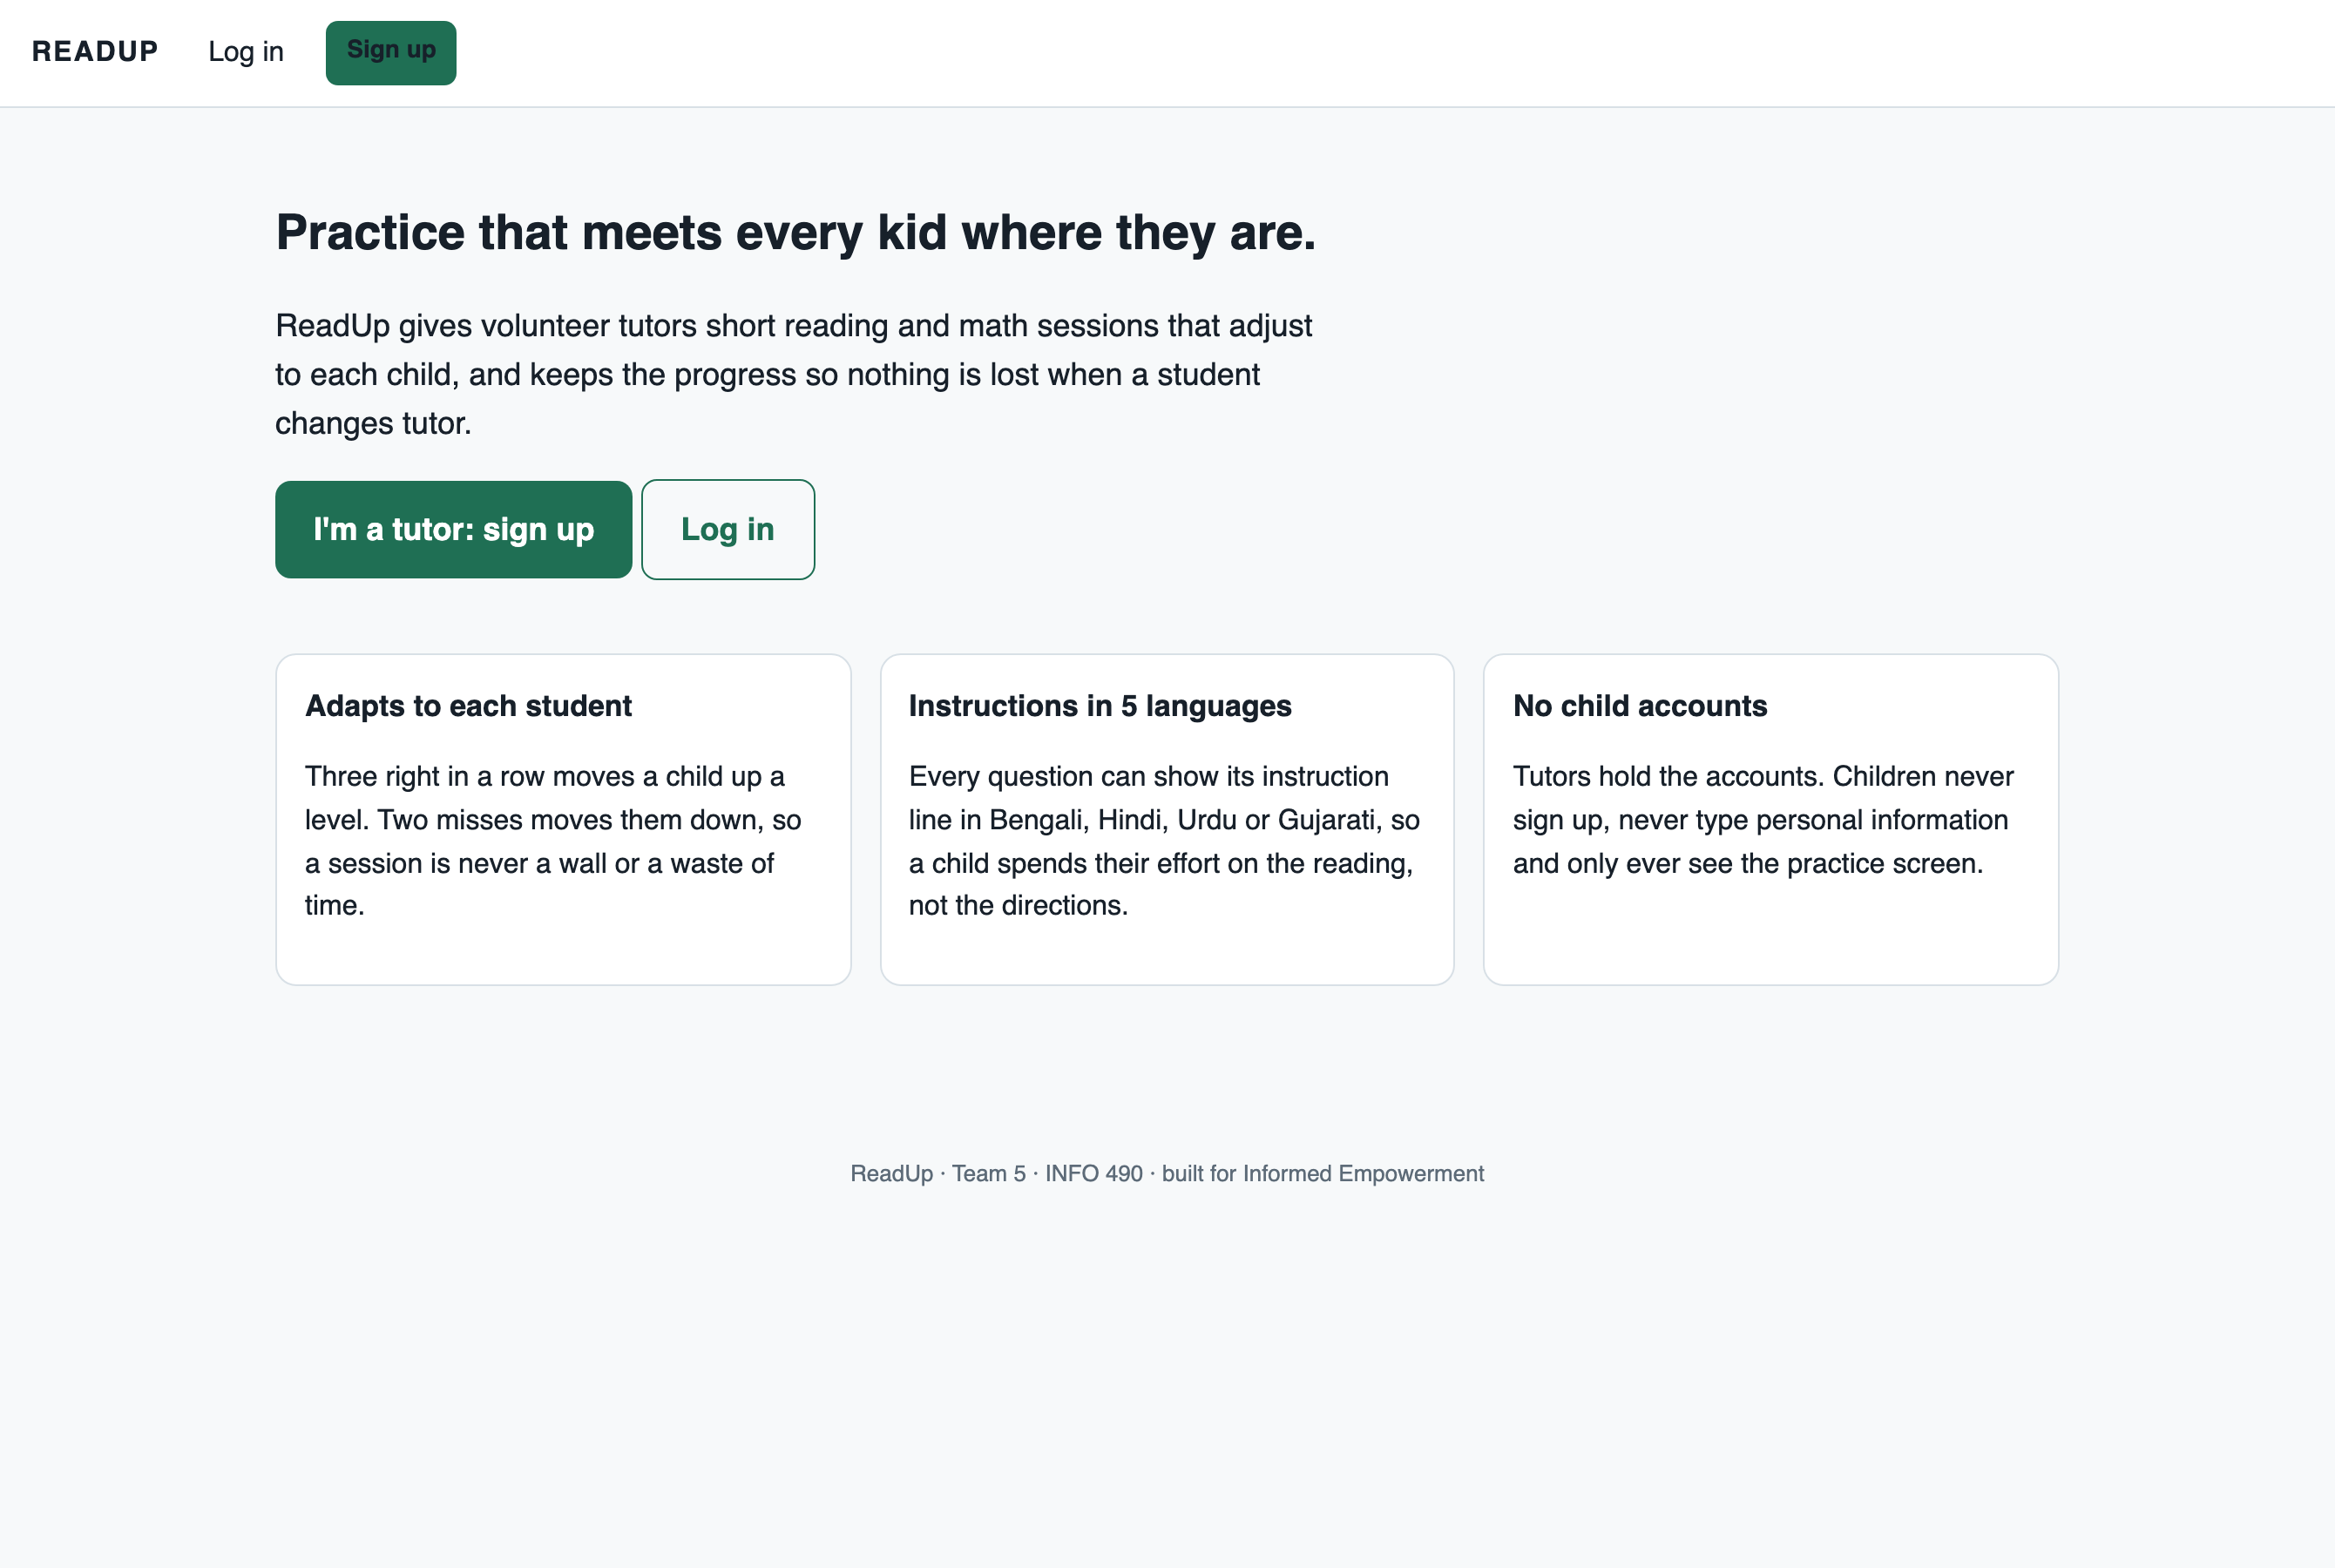 READUP
Log in
Sign up
Practice that meets every kid where they are.
ReadUp gives volunteer tutors short reading and math sessions that adjust
to each child, and keeps the progress so nothing is lost when a student
changes tutor.
I'm a tutor: sign up
Log in
Adapts to each student
Three right in a row moves a child up a
level. Two misses moves them down, so
a session is never a wall or a waste of
time.
Instructions in 5 languages
Every question can show its instruction
line in Bengali, Hindi, Urdu or Gujarati, so
a child spends their effort on the reading,
not the directions.
No child accounts
Tutors hold the accounts. Children never
sign up, never type personal information
and only ever see the practice screen.
ReadUp · Team 5 · INFO 490 · built for Informed Empowerment